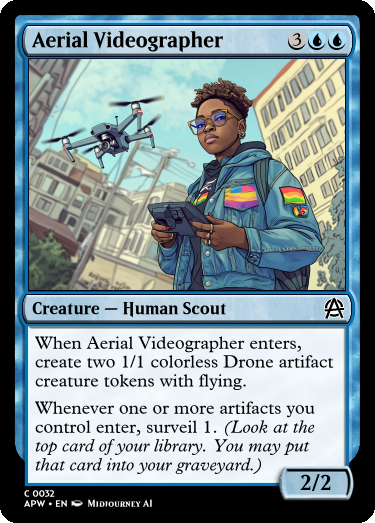 Aerial Videographer 3
Creature — Human Scout
When Aerial Videographer enters,
create two 1/1 colorless Drone artifact
creature tokens with flying.
Whenever one or more artifacts you
control enter, surveil 1. (Look at the
top card of your library. You may put
that card into your graveyard.)
2/2
C 0032
APW • EN Midjourney AI